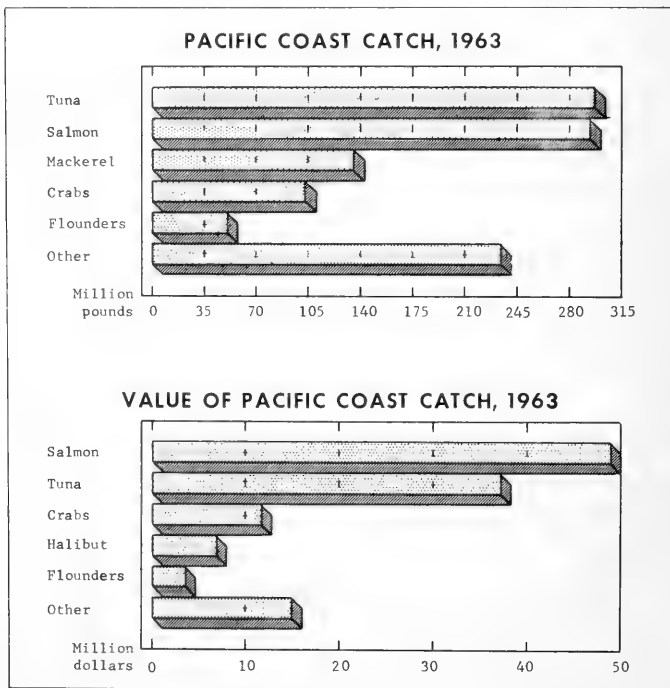 PACIFIC COAST CATCH, 1963
Tuna
Salmon
Mackerel
Crabs
Flounders
Other
Million
pounds 0 35 70 105 140 175 210 245 280 315
VALUE OF PACIFIC COAST CATCH, 1963
Salmon
Tuna
Crabs
Halibut
Flounders
Other
Million
dollars 0 10 20 30 40 50